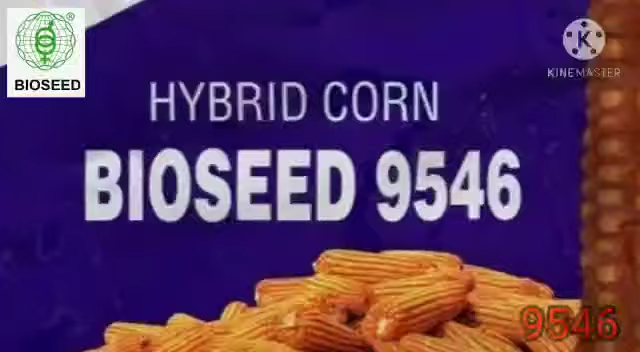 BIOSEED
KINEMASTER
HYBRID CORN
BIOSEED 9546
9546